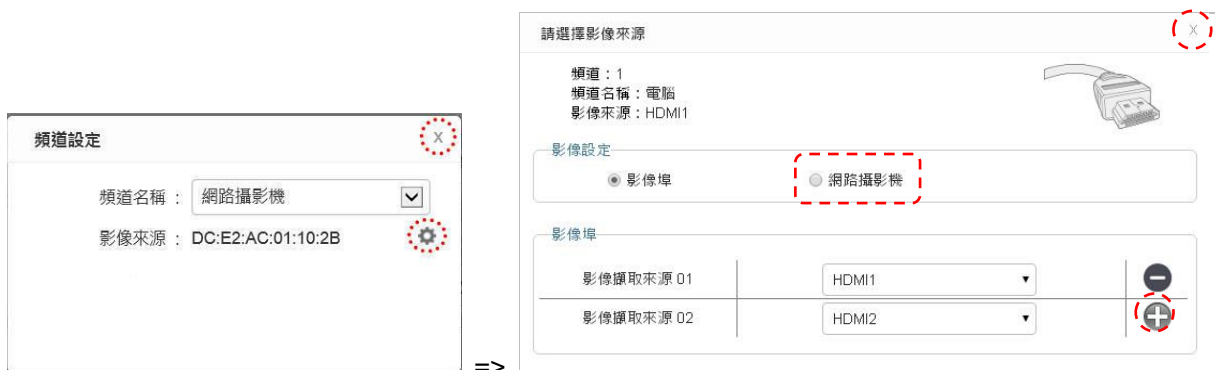 頻道設定
X
頻道名稱 : 網路攝影機
影像來源 : DC:E2:AC:01:10:2B
=>
請選擇影像來源
X
頻道:1
頻道名稱:電腦
影像來源:HDMI1
影像設定
影像埠
網路攝影機
影像埠
影像擷取來源 01 HDMI1
影像擷取來源 02 HDMI2